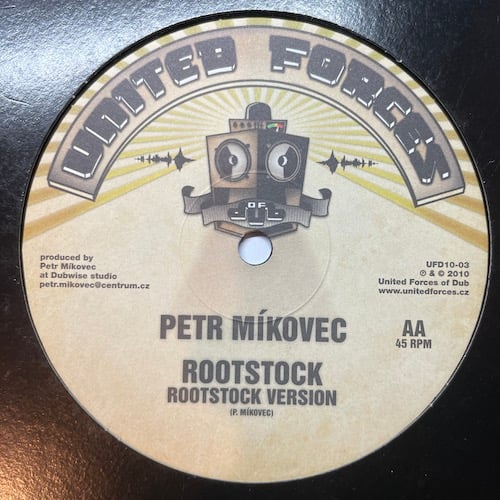 UNITED FORCES
OF
produced by
Petr Míkovec
at Dubwise studio
petr.mikovec@centrum.cz
UFD10-03
℗ & © 2010
United Forces of Dub
www.unitedforces.cz
PETR MÍKOVEC
AA
45 RPM
ROOTSTOCK
ROOTSTOCK VERSION
(P. MÍKOVEC)